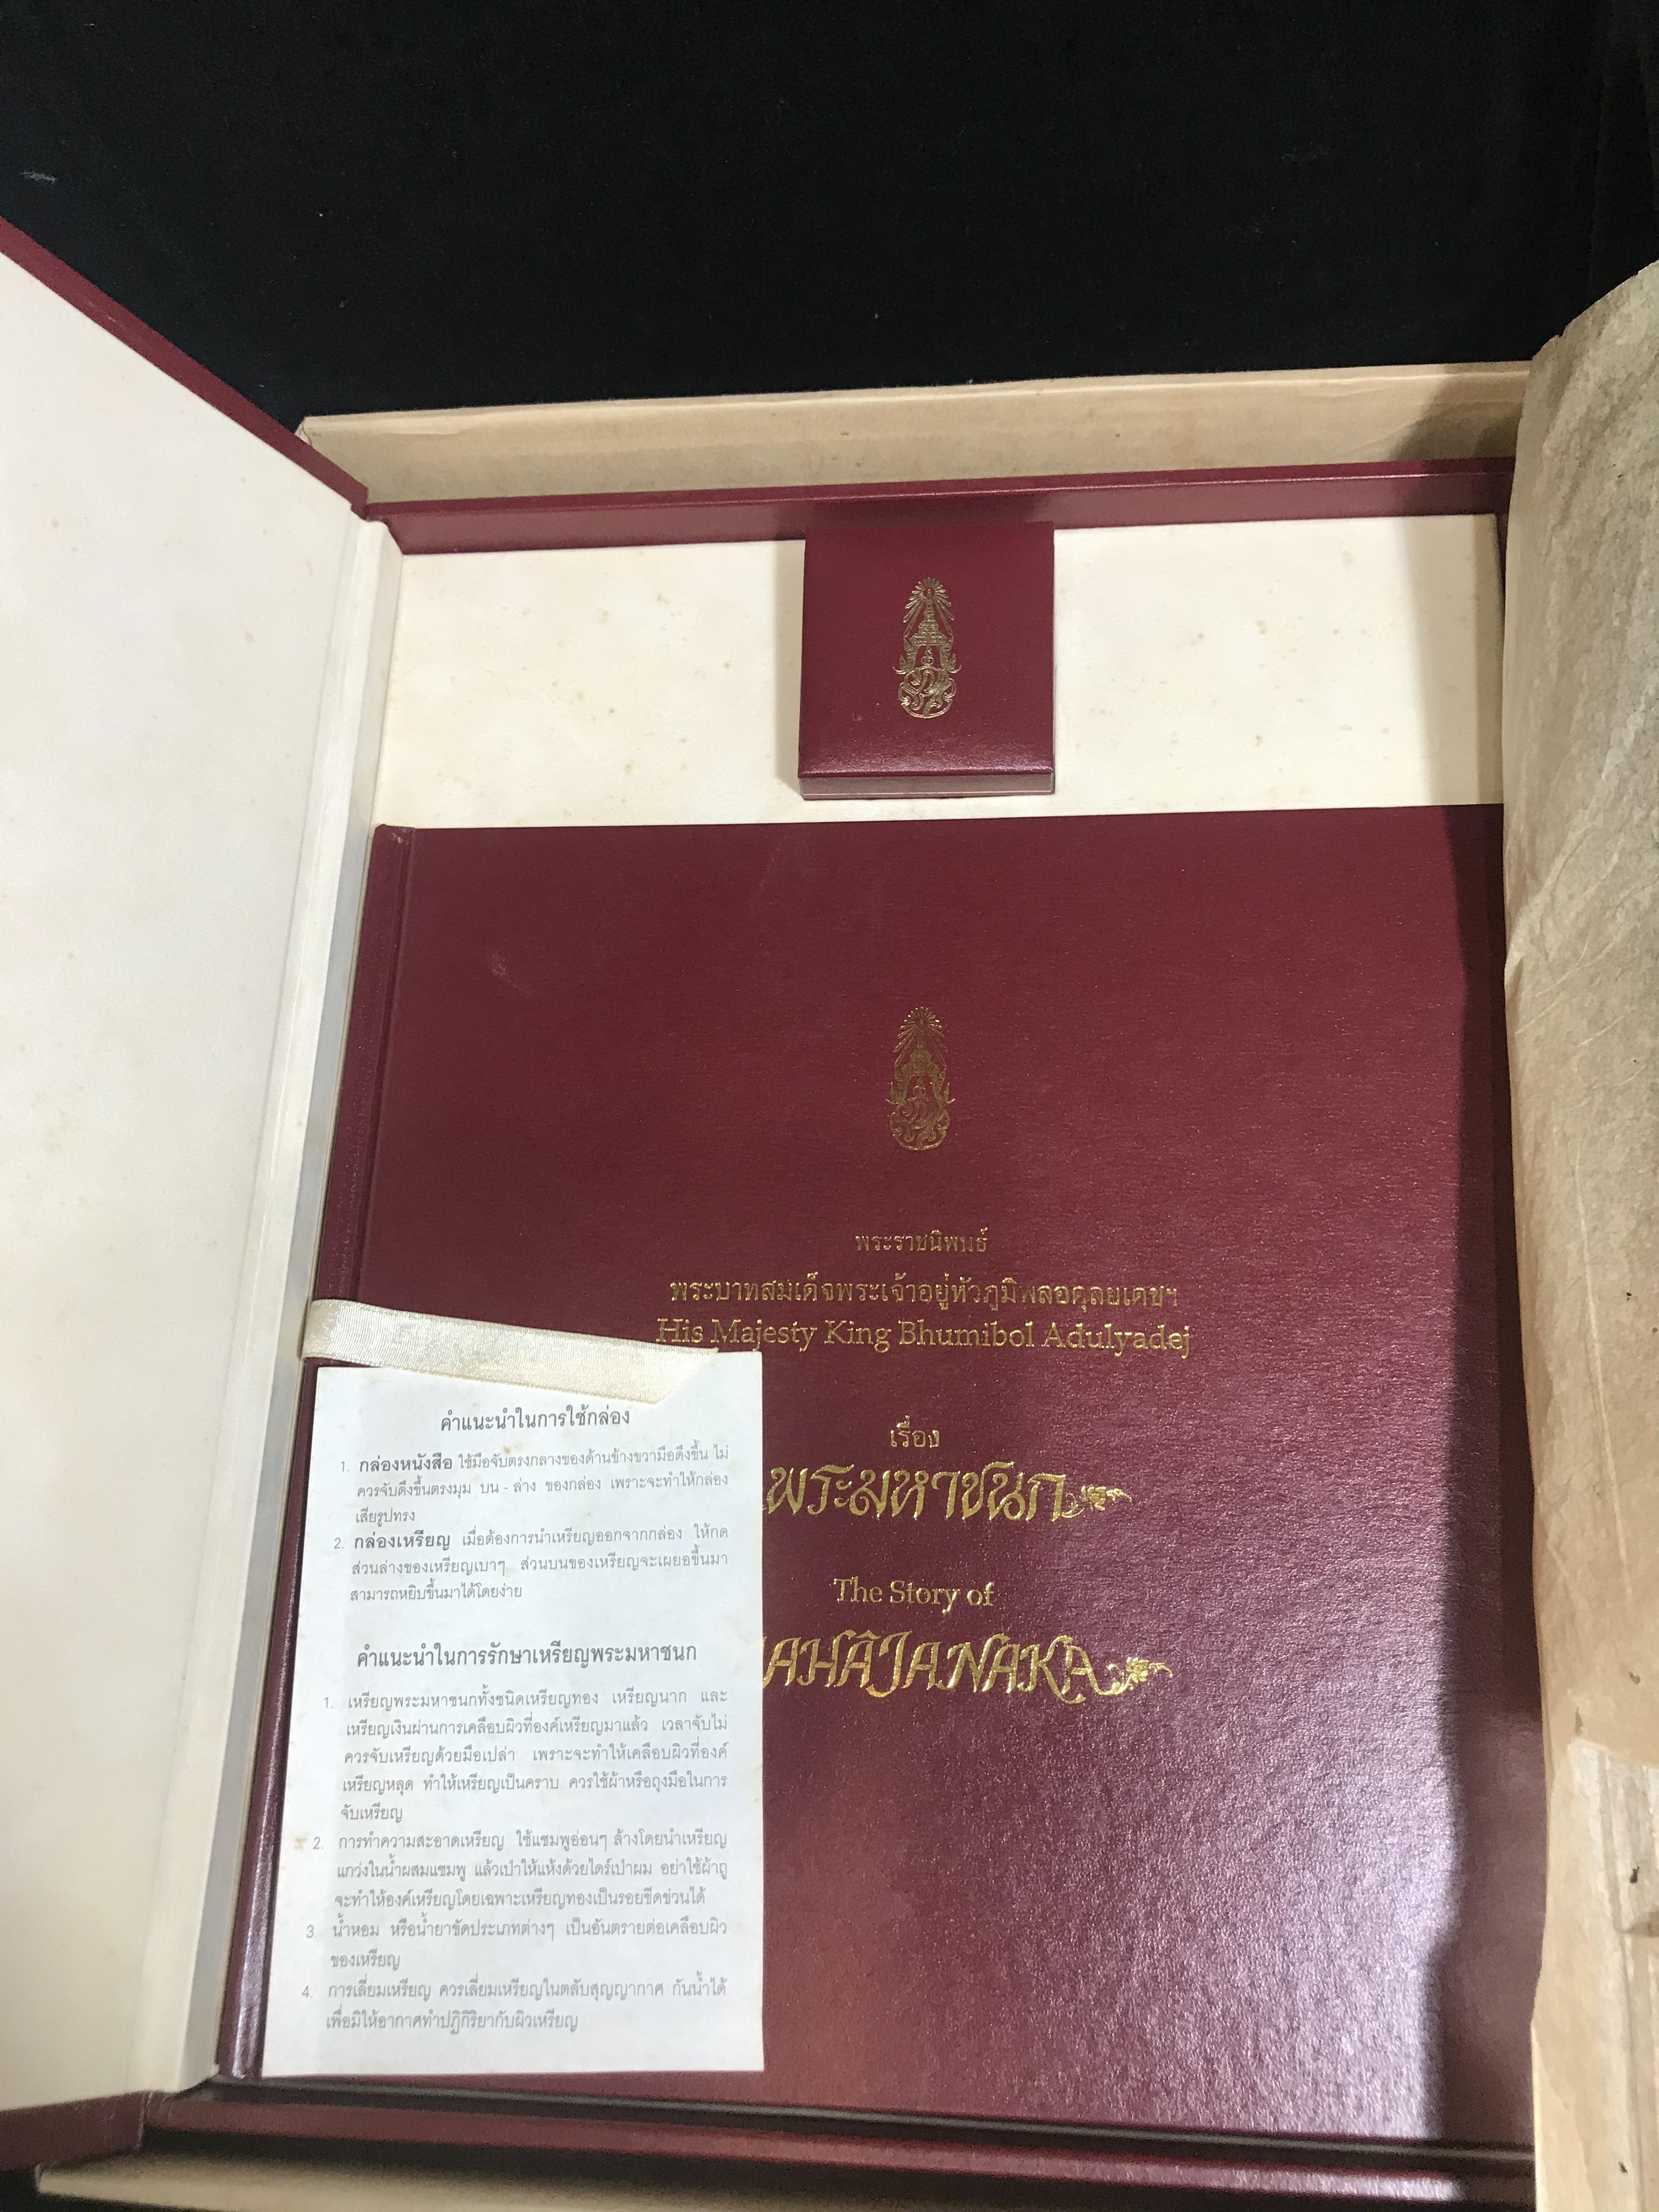 พระราชนิพนธ์
พระบาทสมเด็จพระเจ้าอยู่หัวภูมิพลอดุลยเดชฯ
His Majesty King Bhumibol Adulyadej
เรื่อง
พระมหาชนก
The Story of
AHĀJANAKA
คำแนะนำในการใช้กล่อง
1. กล่องหนังสือ ใช้มือจับตรงกลางของด้านข้างขวามือดึงขึ้น ไม่
ควรจับดึงขึ้นตรงมุม บน - ล่าง ของกล่อง เพราะจะทำให้กล่อง
เสียรูปทรง
2. กล่องเหรียญ เมื่อต้องการนำเหรียญออกจากกล่อง ให้กด
ส่วนล่างของเหรียญเบาๆ ส่วนบนของเหรียญจะเผยอขึ้นมา
สามารถหยิบขึ้นมาได้โดยง่าย
คำแนะนำในการรักษาเหรียญพระมหาชนก
1. เหรียญพระมหาชนกทั้งชนิดเหรียญทอง เหรียญนาก และ
เหรียญเงินผ่านการเคลือบผิวที่องค์เหรียญมาแล้ว เวลาจับไม่
ควรจับเหรียญด้วยมือเปล่า เพราะจะทำให้เคลือบผิวที่องค์
เหรียญหลุด ทำให้เหรียญเป็นคราบ ควรใช้ผ้าหรือถุงมือในการ
จับเหรียญ
2. การทำความสะอาดเหรียญ ใช้แชมพูอ่อนๆ ล้างโดยนำเหรียญ
แกว่งในน้ำผสมแชมพู แล้วเป่าให้แห้งด้วยไดร์เป่าผม อย่าใช้ผ้าถู
จะทำให้องค์เหรียญโดยเฉพาะเหรียญทองเป็นรอยขีดข่วนได้
3. น้ำหอม หรือน้ำยาขัดประเภทต่างๆ เป็นอันตรายต่อเคลือบผิว
ของเหรียญ
4. การเลี่ยมเหรียญ ควรเลี่ยมเหรียญในตลับสุญญากาศ กันน้ำได้
เพื่อมิให้อากาศทำปฏิกิริยากับผิวเหรียญ